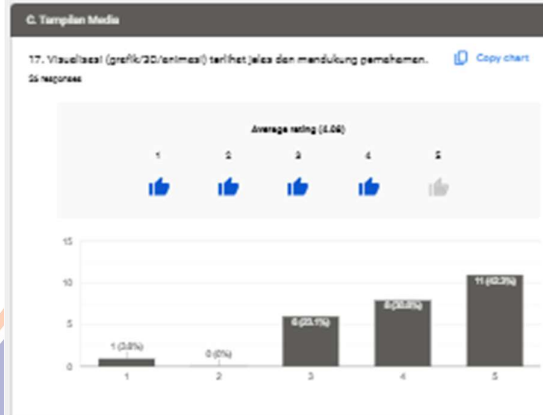 C. Tampilan Media
17. Visualisasi (grafik/3D/animasi) terlihat jelas dan mendukung pemahaman.
Copy chart
26 responses
Average rating (4.08)
1 2 3 4 5
15
10
5
0
1 (3.8%)
0 (0%)
6 (23.1%)
8 (30.8%)
11 (42.3%)
1 2 3 4 5